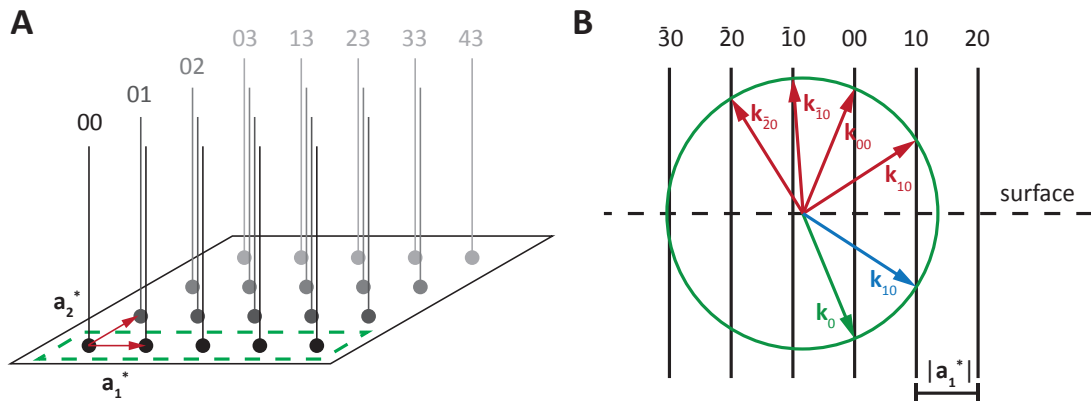 A
03 13 23 33 43
02
01
00
a₂*
a₁*
B
3̄0 2̄0 1̄0 00 10 20
k₂̄₀
k₁̄₀
k₀₀
k₁₀
surface
k₁₀
k₀
|a₁*|